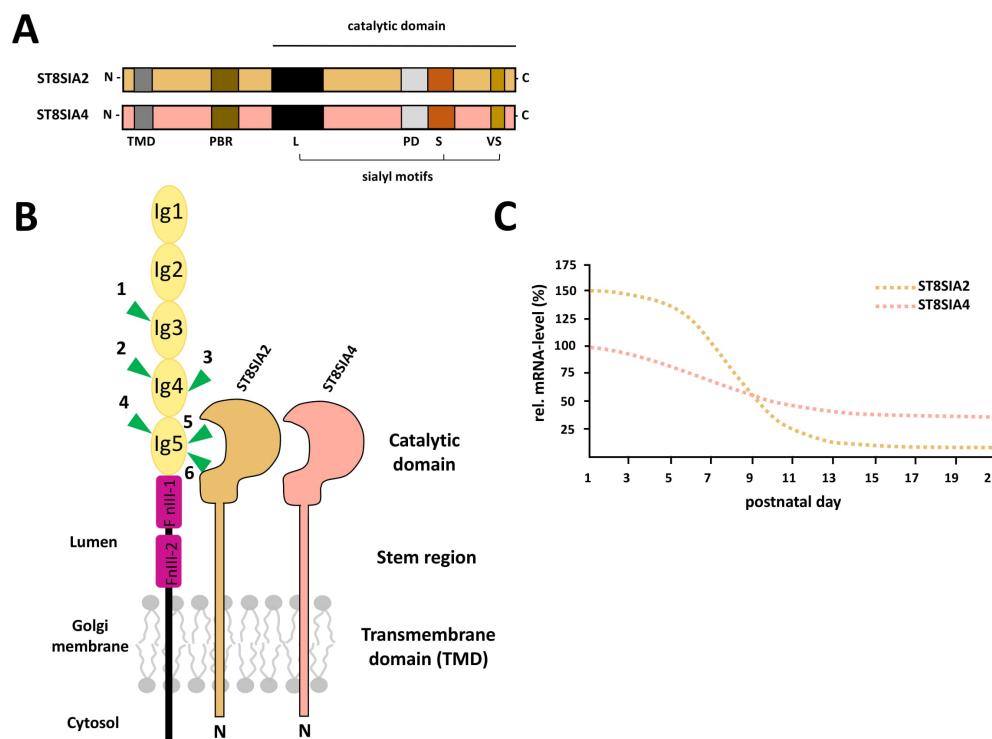 A
catalytic domain
ST8SIA2 N - - C
ST8SIA4 N - - C
TMD PBR L PD S VS
sialyl motifs
B
Ig1
Ig2
1
Ig3
2
3
Ig4
4
5
Ig5
6
F nIII-1
FnIII-2
ST8SIA2
ST8SIA4
Catalytic
domain
Lumen
Stem region
Golgi
membrane
Transmembrane
domain (TMD)
Cytosol
N N
C
rel. mRNA-level (%)
175
150
125
100
75
50
25
ST8SIA2
ST8SIA4
1 3 5 7 9 11 13 15 17 19 2
postnatal day